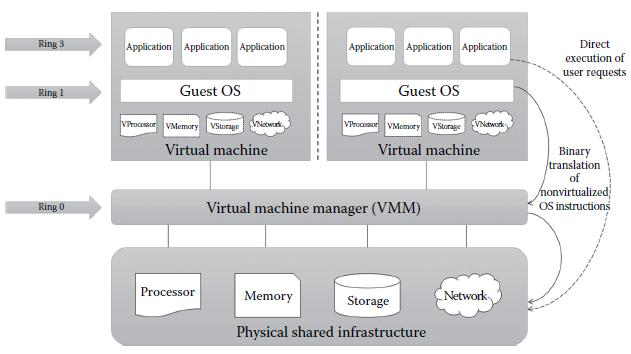 Ring 3
Application Application Application
Application Application Application
Direct
execution of
user requests
Ring 1
Guest OS
Guest OS
VProcessor VMemory VStorage VNetwork
VProcessor VMemory VStorage VNetwork
Virtual machine
Virtual machine
Binary
translation
of
nonvirtualized
OS instructions
Ring 0
Virtual machine manager (VMM)
Processor
Memory
Storage
Network
Physical shared infrastructure